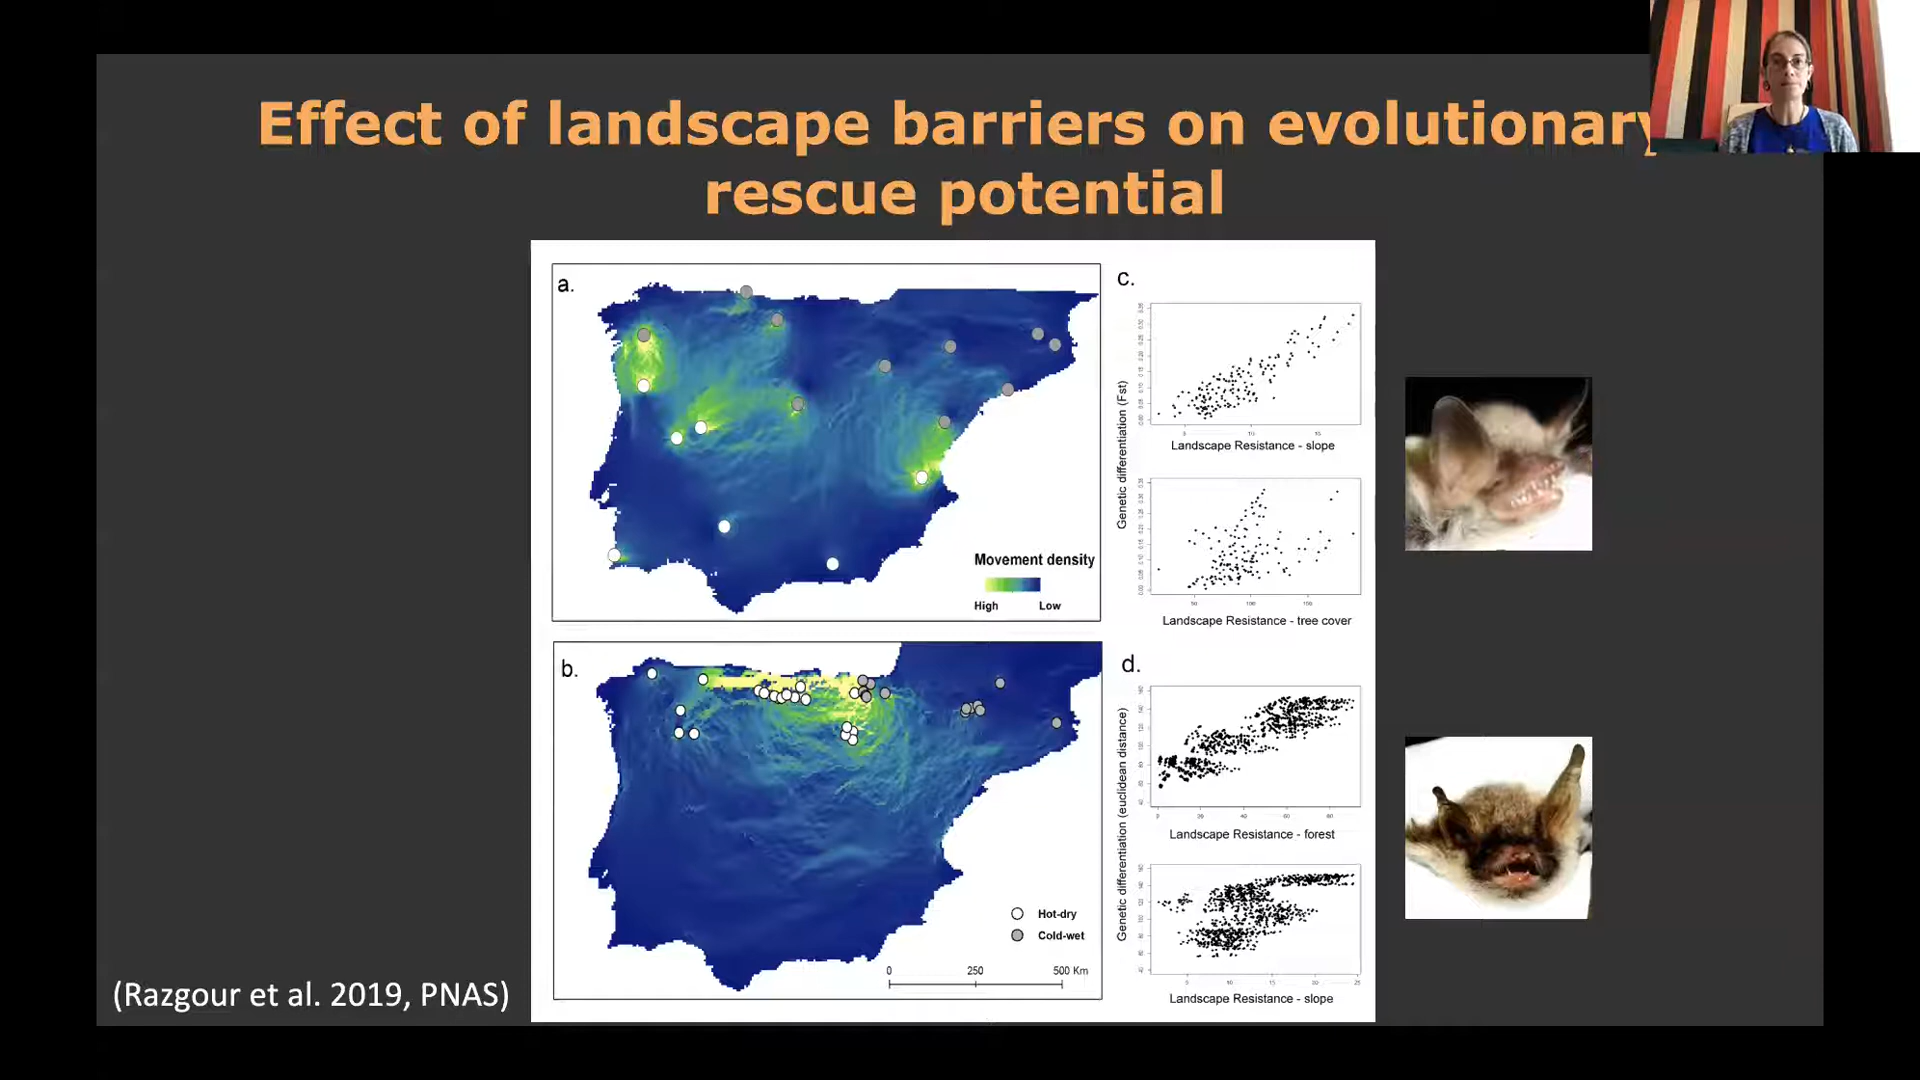 Effect of landscape barriers on evolutionary
rescue potential
a.
Movement density
High Low
b.
Hot-dry
Cold-wet
0 250 500 Km
c.
Genetic differentiation (Fst)
Landscape Resistance - slope
Landscape Resistance - tree cover
d.
Genetic differentiation (euclidean distance)
Landscape Resistance - forest
Landscape Resistance - slope
(Razgour et al. 2019, PNAS)